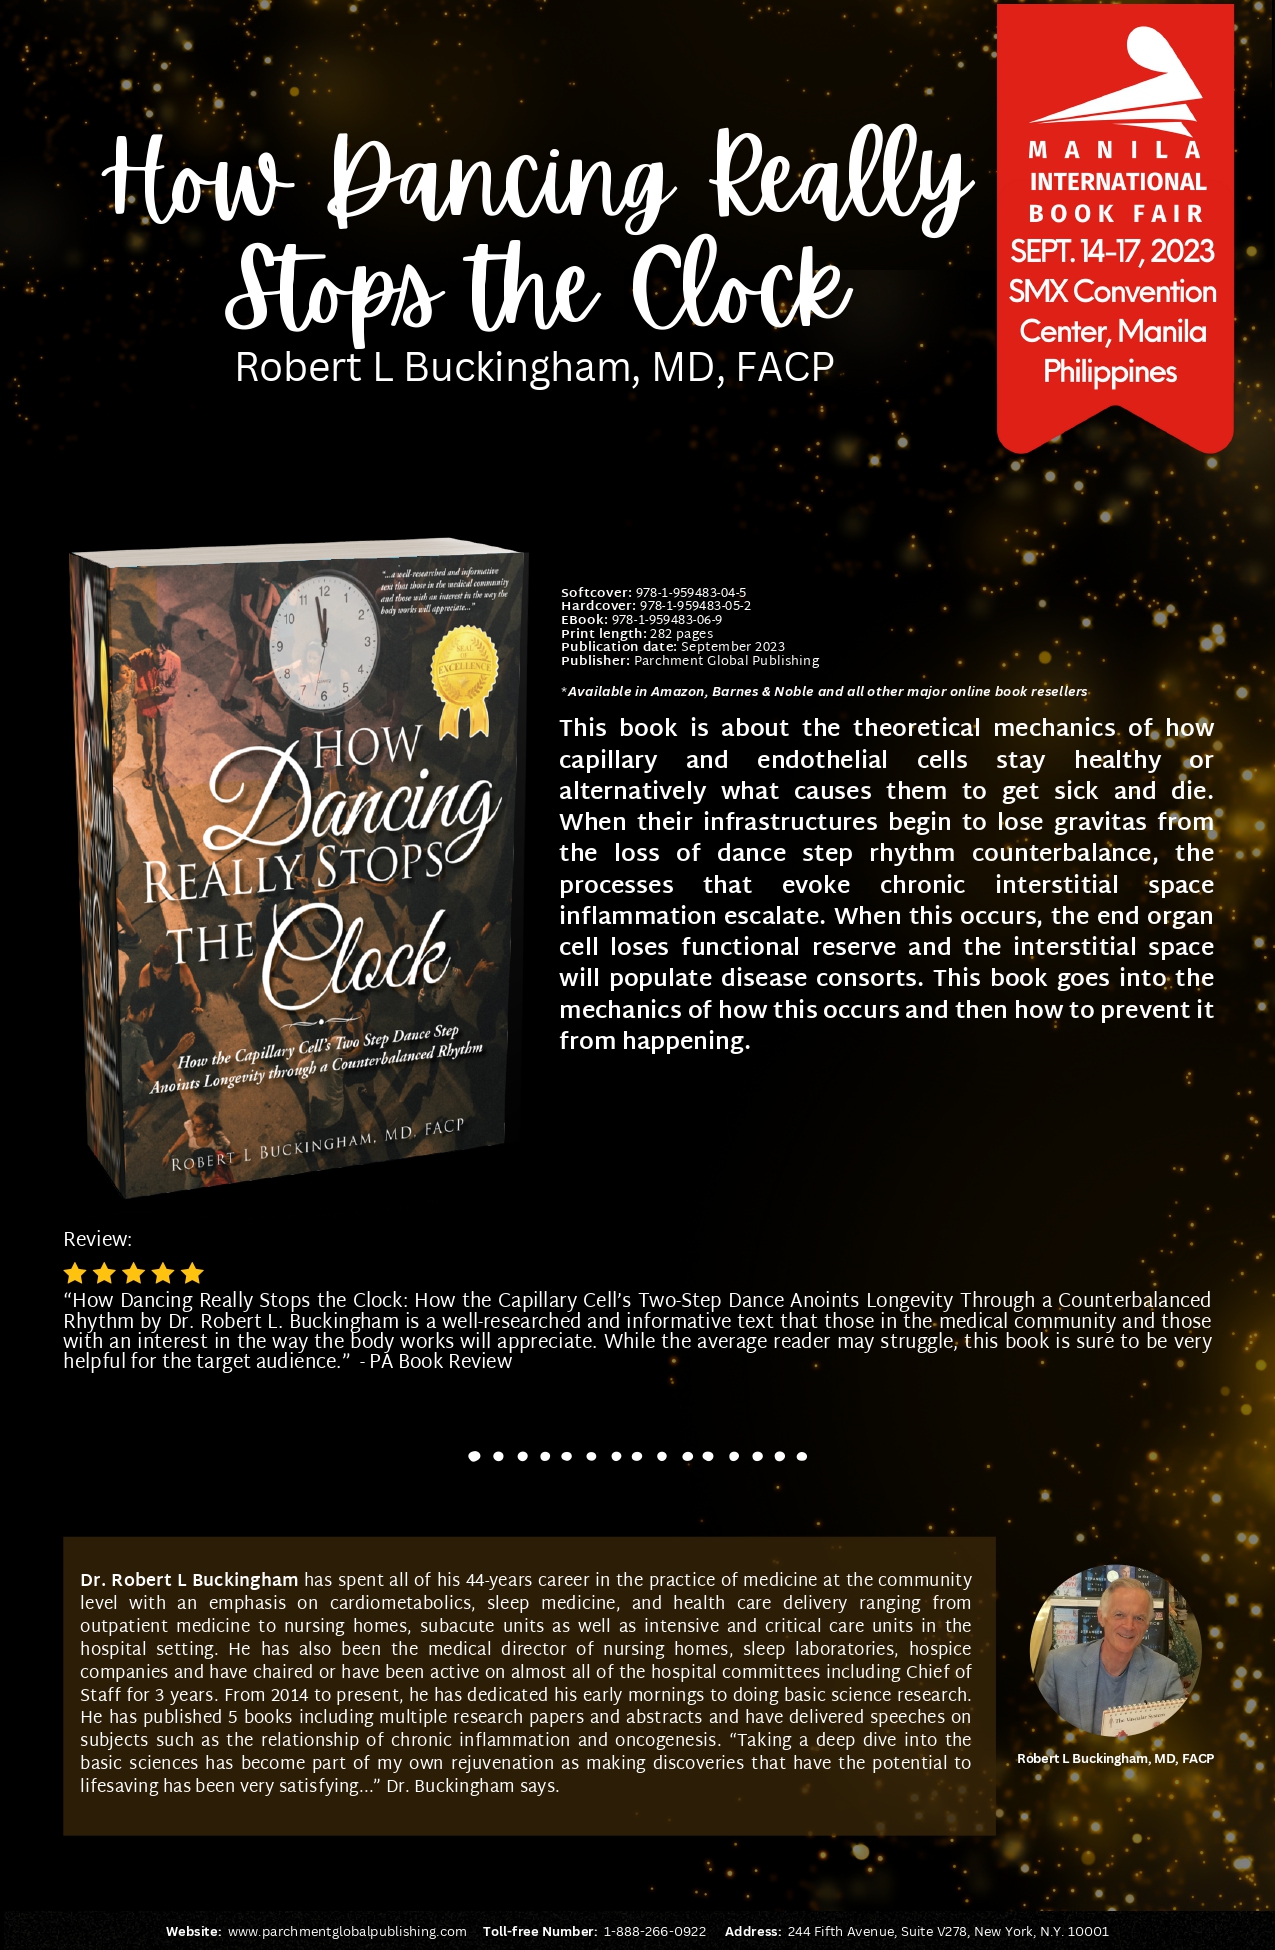 How Dancing Really
Stops the Clock
Robert L Buckingham, MD, FACP
MANILA
INTERNATIONAL
BOOK FAIR
SEPT. 14-17, 2023
SMX Convention
Center, Manila
Philippines
"...a well-researched and informative
text that those in the medical community
and those with an interest in the way the
body works will appreciate..."
11 12 1
10 2
9 3
8 4
7 6 5
SEAL
OF
EXCELLENCE
HOW
Dancing
REALLY STOPS
THE Clock
How the Capillary Cell's Two Step Dance Step
Anoints Longevity through a Counterbalanced Rhythm
ROBERT L BUCKINGHAM, MD, FACP
Softcover: 978-1-959483-04-5
Hardcover: 978-1-959483-05-2
EBook: 978-1-959483-06-9
Print length: 282 pages
Publication date: September 2023
Publisher: Parchment Global Publishing
*Available in Amazon, Barnes & Noble and all other major online book resellers
This book is about the theoretical mechanics of how
capillary and endothelial cells stay healthy or
alternatively what causes them to get sick and die.
When their infrastructures begin to lose gravitas from
the loss of dance step rhythm counterbalance, the
processes that evoke chronic interstitial space
inflammation escalate. When this occurs, the end organ
cell loses functional reserve and the interstitial space
will populate disease consorts. This book goes into the
mechanics of how this occurs and then how to prevent it
from happening.
Review:
“How Dancing Really Stops the Clock: How the Capillary Cell’s Two-Step Dance Anoints Longevity Through a Counterbalanced
Rhythm by Dr. Robert L. Buckingham is a well-researched and informative text that those in the medical community and those
with an interest in the way the body works will appreciate. While the average reader may struggle, this book is sure to be very
helpful for the target audience.” - PA Book Review
Dr. Robert L Buckingham has spent all of his 44-years career in the practice of medicine at the community
level with an emphasis on cardiometabolics, sleep medicine, and health care delivery ranging from
outpatient medicine to nursing homes, subacute units as well as intensive and critical care units in the
hospital setting. He has also been the medical director of nursing homes, sleep laboratories, hospice
companies and have chaired or have been active on almost all of the hospital committees including Chief of
Staff for 3 years. From 2014 to present, he has dedicated his early mornings to doing basic science research.
He has published 5 books including multiple research papers and abstracts and have delivered speeches on
subjects such as the relationship of chronic inflammation and oncogenesis. “Taking a deep dive into the
basic sciences has become part of my own rejuvenation as making discoveries that have the potential to
lifesaving has been very satisfying...” Dr. Buckingham says.
The Vascular System
Robert L Buckingham, MD, FACP
Website: www.parchmentglobalpublishing.com Toll-free Number: 1-888-266-0922 Address: 244 Fifth Avenue, Suite V278, New York, N.Y. 10001